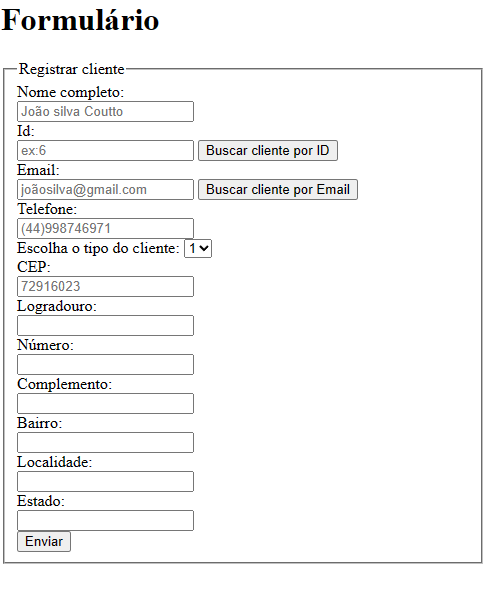 Formulário
Registrar cliente
Nome completo:
João silva Coutto
Id:
ex:6 Buscar cliente por ID
Email:
joãosilva@gmail.com Buscar cliente por Email
Telefone:
(44)998746971
Escolha o tipo do cliente: 1
CEP:
72916023
Logradouro:
Número:
Complemento:
Bairro:
Localidade:
Estado:
Enviar